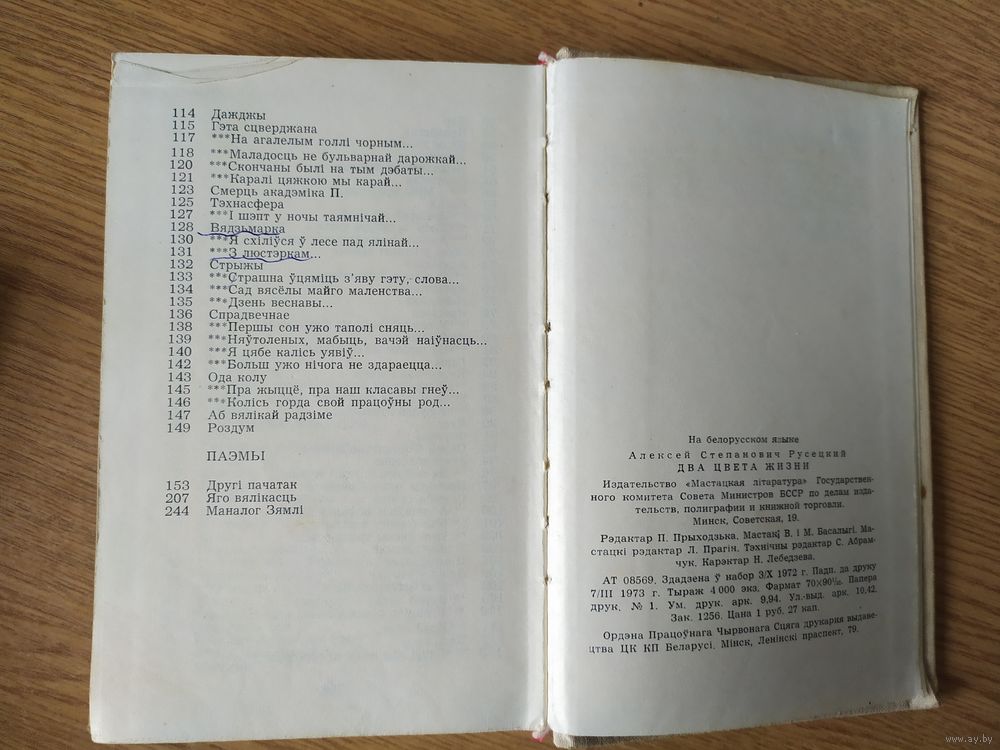 114 Дажджы
115 Гэта сцверджана
117 ***На агалелым голлі чорным...
118 ***Маладосць не бульварнай дарожкай...
120 ***Скончаны былі на тым дэбаты...
121 ***Каралі цяжкою мы карай...
123 Смерць акадэміка П.
125 Тэхнасфера
127 ***І шэпт у ночы таямнічай...
128 Вядзьмарка
130 ***Я схіліўся ў лесе пад ялінай...
131 ***З люстэркам...
132 Стрыжы
133 ***Страшна ўцяміць з'яву гэту, слова...
134 ***Сад вясёлы майго маленства...
135 ***Дзень веснавы...
136 Спрадвечнае
138 ***Першы сон ужо таполі сняць...
139 ***Няўтоленых, мабыць, вачэй наіўнасць...
140 ***Я цябе калісь уявіў...
142 ***Больш ужо нічога не здараецца...
143 Ода колу
145 ***Пра жыццё, пра наш класавы гнеў...
146 ***Колісь горда свой працоўны род...
147 Аб вялікай радзіме
149 Роздум
ПАЭМЫ
153 Другі пачатак
207 Яго вялікасць
244 Маналог Зямлі
На белорусском языке
Алексей Степанович Русецкий
ДВА ЦВЕТА ЖИЗНИ
Издательство «Мастацкая літаратура» Государствен-
ного комитета Совета Министров БССР по делам изда-
тельств, полиграфии и книжной торговли.
Минск, Советская, 19.
Рэдактар П. Прыходзька. Мастакі В. і М. Басалыгі. Ма-
стацкі рэдактар Л. Прагін. Тэхнічны рэдактар С. Абрам-
чук. Карэктар Н. Лебедзева.
АТ 08569. Здадзена ў набор 3/X 1972 г. Падп. да друку
7/III 1973 г. Тыраж 4 000 экз. Фармат 70×90 1/32. Папера
друк. № 1. Ум. друк. арк. 9,94. Ул.-выд. арк. 10,42.
Зак. 1256. Цана 1 руб. 27 кап.
Ордэна Працоўнага Чырвонага Сцяга друкарня выдаве-
цтва ЦК КП Беларусі. Мінск, Ленінскі праспект, 79.
www.ay.by